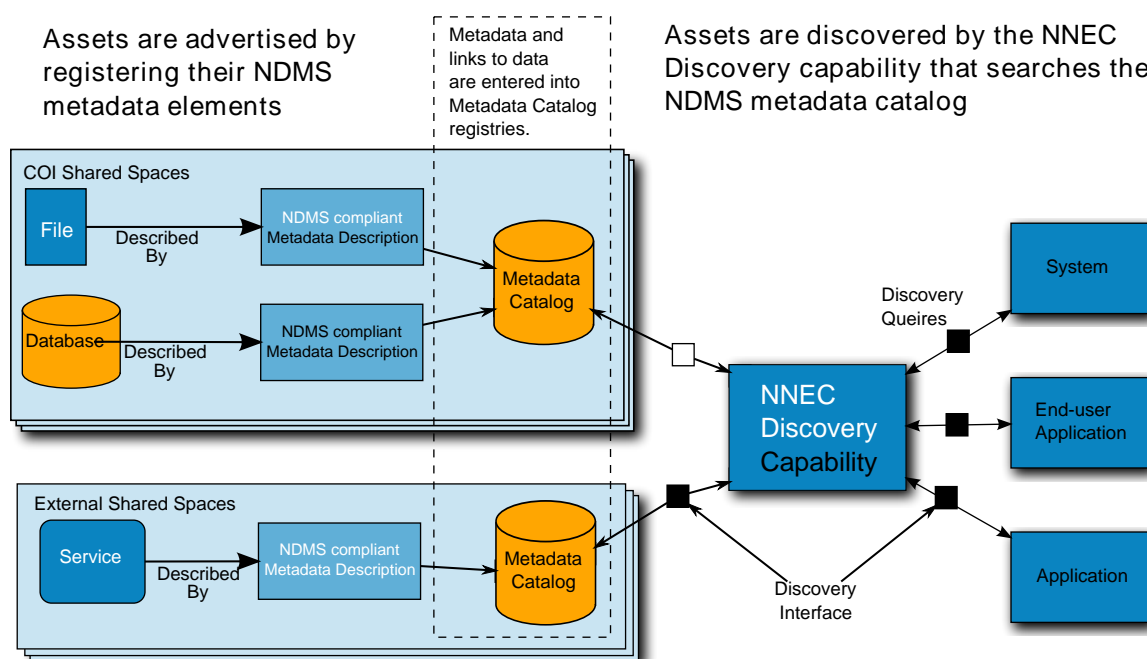 Assets are advertised by
registering their NDMS
metadata elements
Metadata and
links to data
are entered into
Metadata Catalog
registries.
Assets are discovered by the NNEC
Discovery capability that searches the
NDMS metadata catalog
COI Shared Spaces
File
Described
By
NDMS compliant
Metadata Description
Metadata
Catalog
Database
Described
By
NDMS compliant
Metadata Description
Discovery
Queires
System
NNEC
Discovery
Capability
End-user
Application
External Shared Spaces
Service
Described
By
NDMS compliant
Metadata Description
Metadata
Catalog
Discovery
Interface
Application